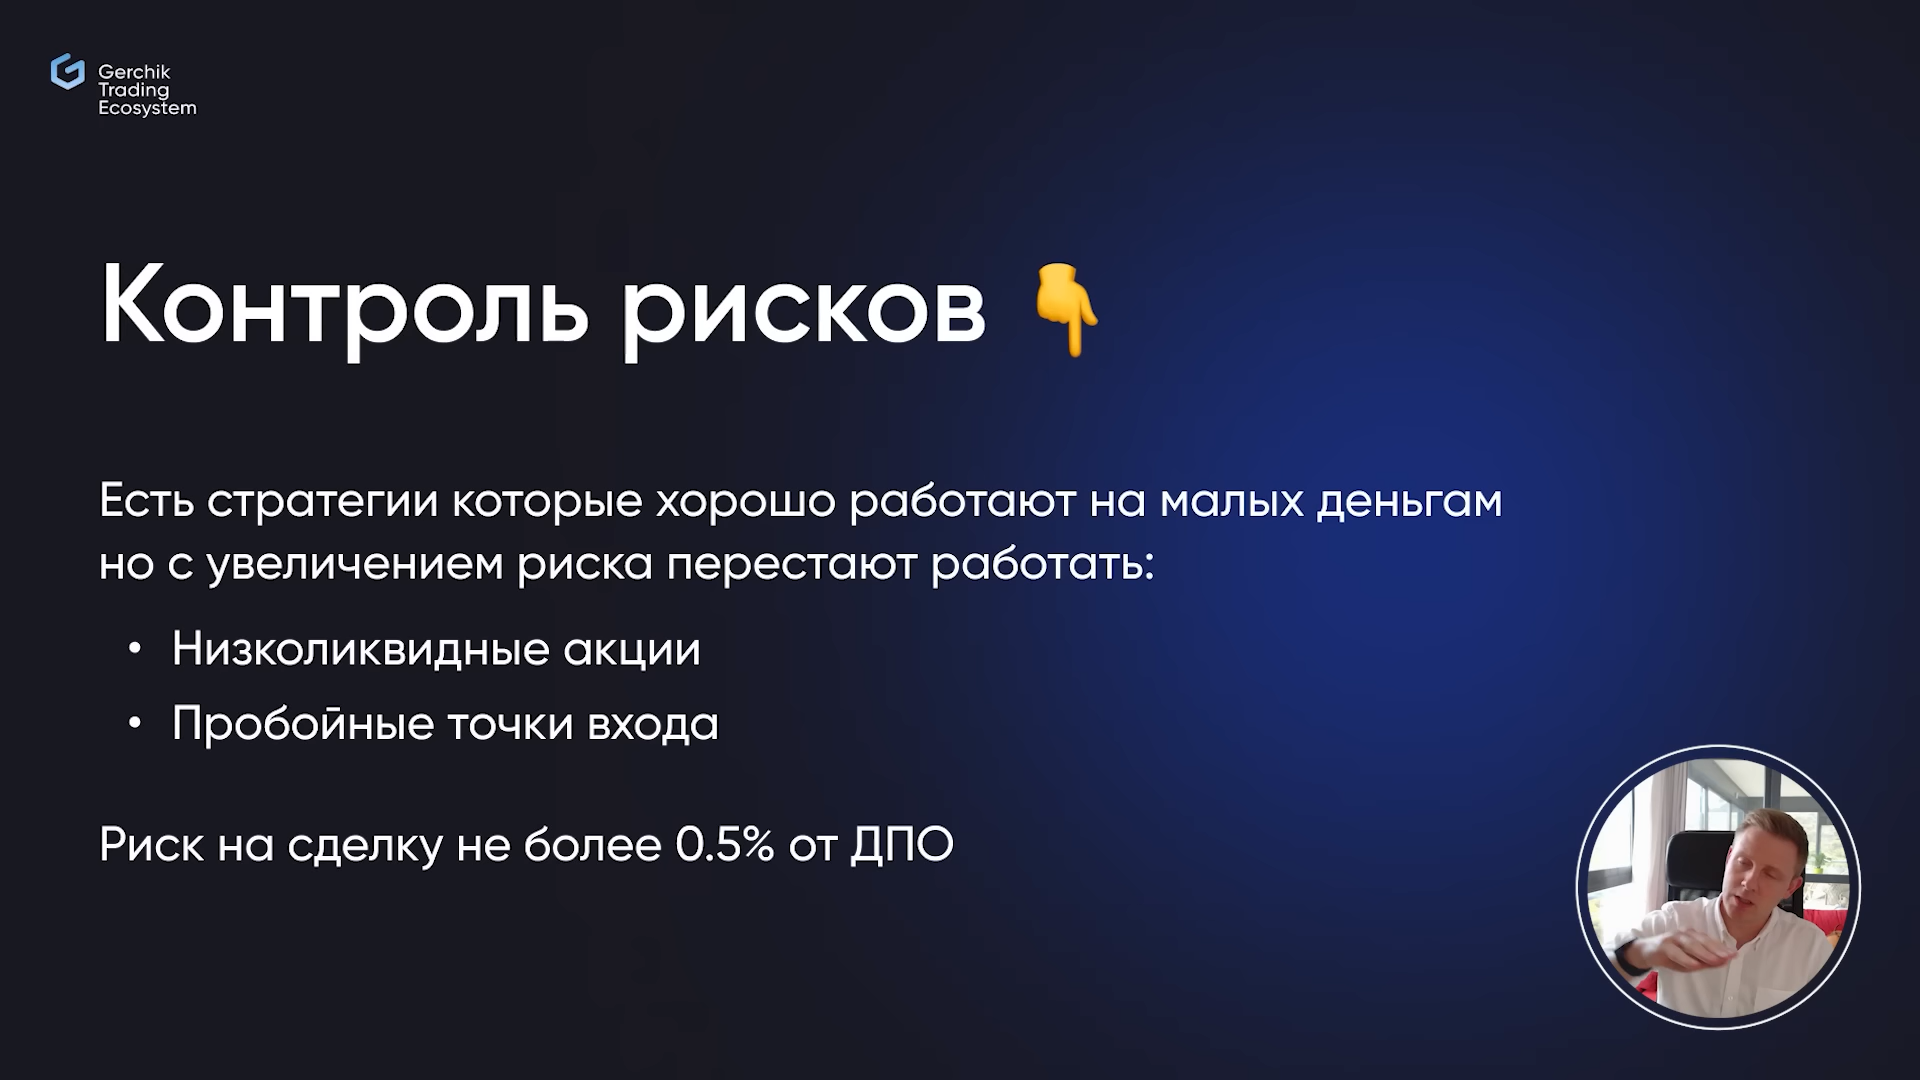 Gerchik
Trading
Ecosystem
Контроль рисков 👇
Есть стратегии которые хорошо работают на малых деньгам
но с увеличением риска перестают работать:
• Низколиквидные акции
• Пробойные точки входа
Риск на сделку не более 0.5% от ДПО